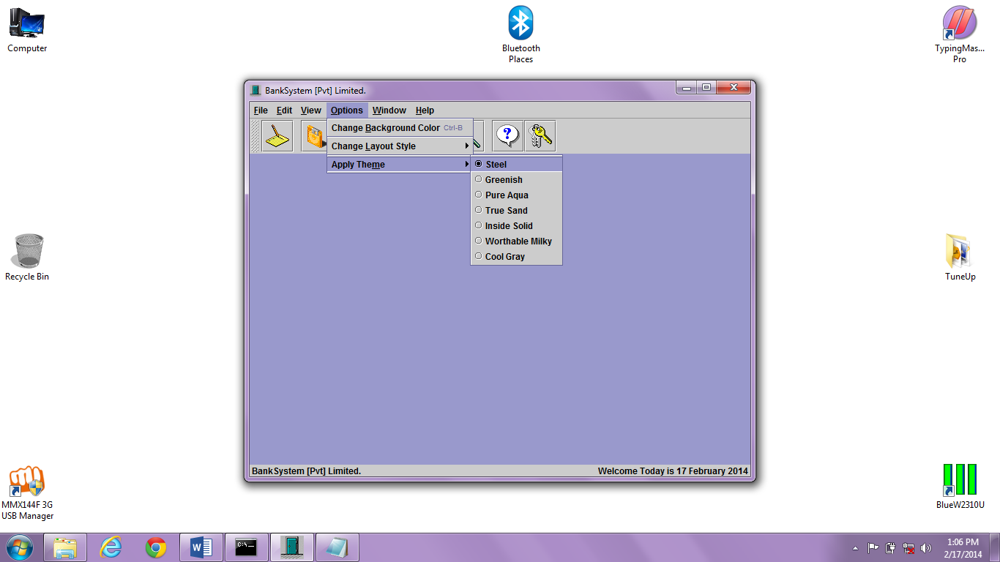 Computer
Bluetooth
Places
TypingMas...
Pro
BankSystem [Pvt] Limited.
File Edit View Options Window Help
Change Background Color Ctrl-B
Change Layout Style
Apply Theme
Steel
Greenish
Pure Aqua
True Sand
Inside Solid
Worthable Milky
Cool Gray
Recycle Bin
TuneUp
BankSystem [Pvt] Limited.
Welcome Today is 17 February 2014
MMX144F 3G
USB Manager
BlueW2310U
C:\_
1:06 PM
2/17/2014